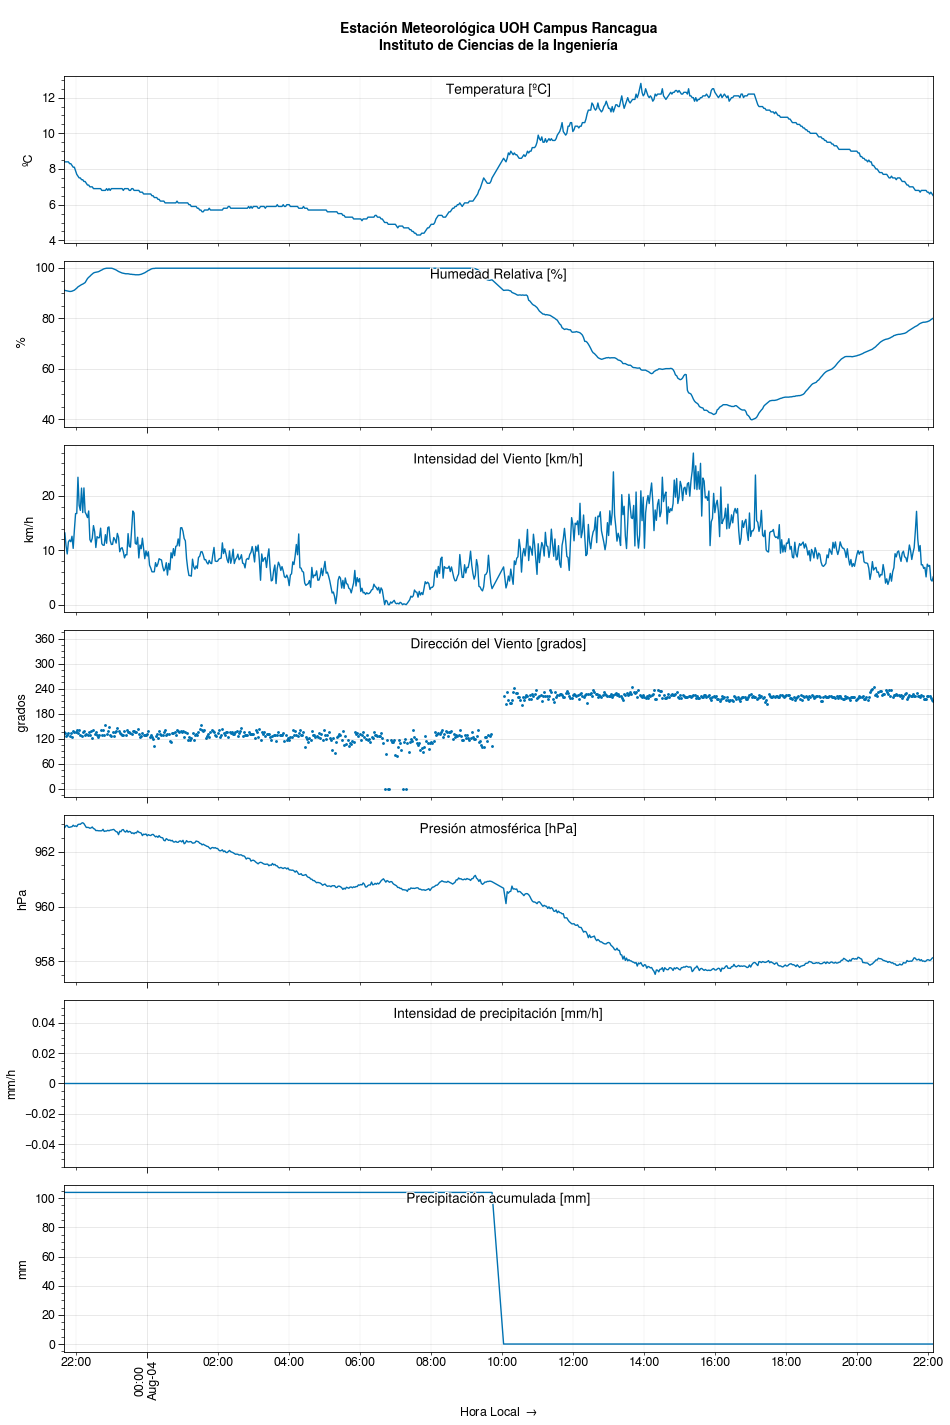 Estación Meteorológica UOH Campus Rancagua
Instituto de Ciencias de la Ingeniería
Temperatura [ºC]
ºC
12
10
8
6
4
Humedad Relativa [%]
%
100
80
60
40
Intensidad del Viento [km/h]
km/h
20
10
0
Dirección del Viento [grados]
grados
360
300
240
180
120
60
0
Presión atmosférica [hPa]
hPa
962
960
958
Intensidad de precipitación [mm/h]
mm/h
0.04
0.02
0
−0.02
−0.04
Precipitación acumulada [mm]
mm
100
80
60
40
20
0
22:00
00:00
Aug-04
02:00
04:00
06:00
08:00
10:00
12:00
14:00
16:00
18:00
20:00
22:00
Hora Local →